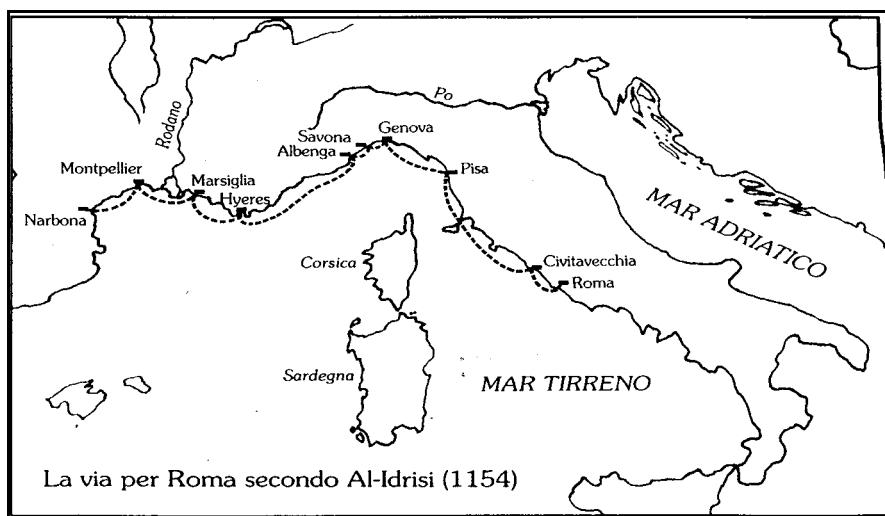 Po
Rodano
Genova
Savona
Albenga
Montpellier
Marsiglia
Pisa
Hyeres
Narbona
MAR ADRIATICO
Corsica
Civitavecchia
Roma
Sardegna
MAR TIRRENO
La via per Roma secondo Al-Idrisi (1154)